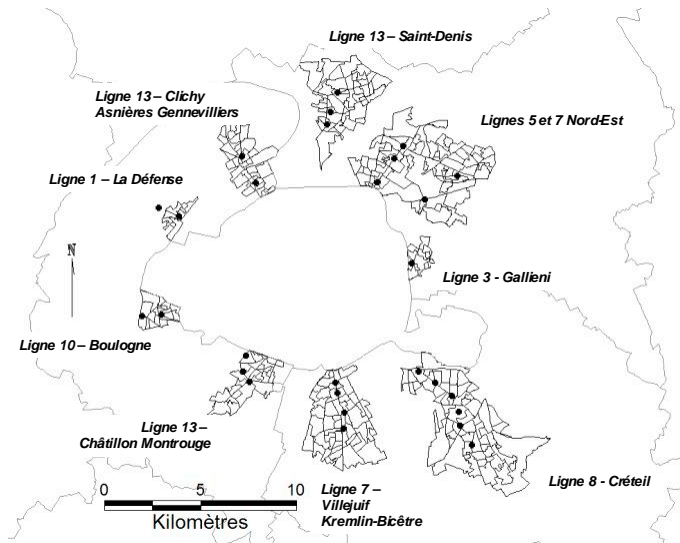 Ligne 13 – Saint-Denis
Ligne 13 – Clichy
Asnières Gennevilliers
Lignes 5 et 7 Nord-Est
Ligne 1 – La Défense
N
Ligne 3 - Gallieni
Ligne 10 – Boulogne
Ligne 13 –
Châtillon Montrouge
Ligne 8 - Créteil
Ligne 7 –
Villejuif
Kremlin-Bicêtre
0 5 10
Kilomètres